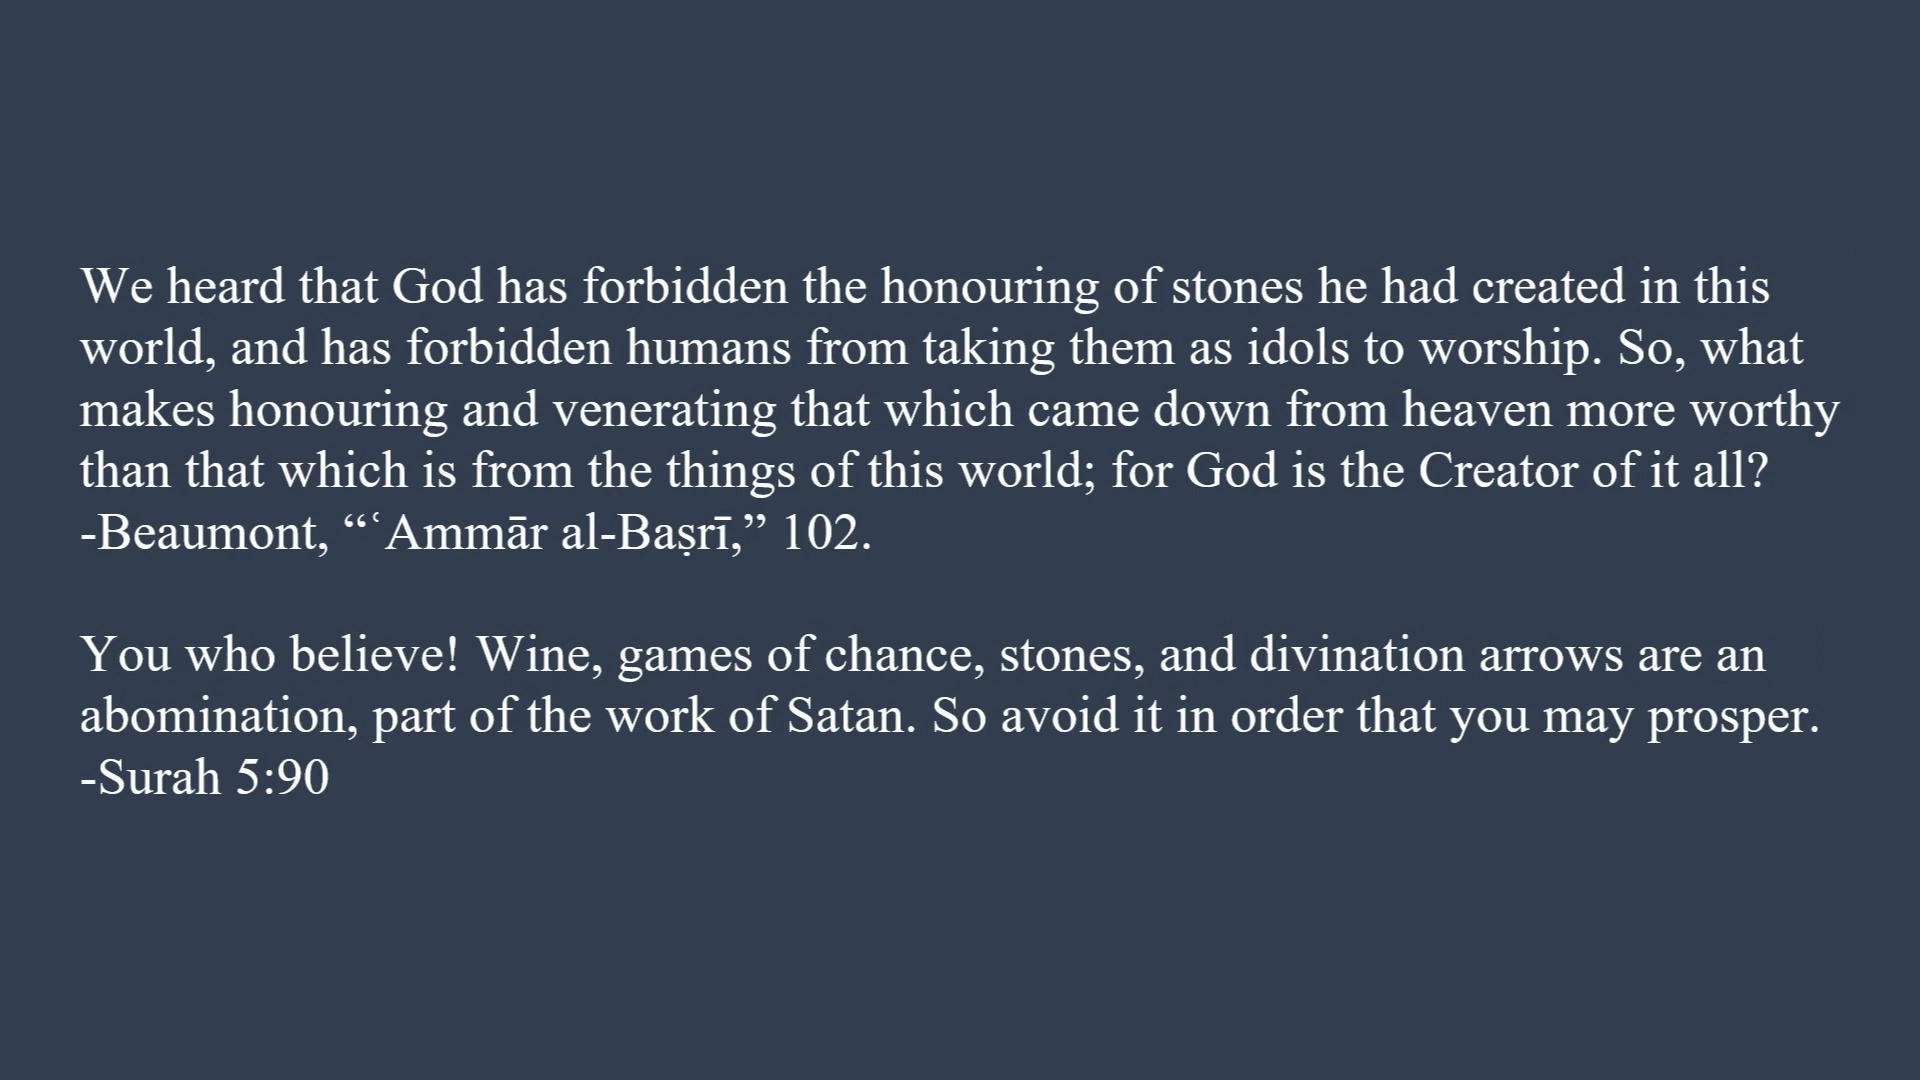 We heard that God has forbidden the honouring of stones he had created in this
world, and has forbidden humans from taking them as idols to worship. So, what
makes honouring and venerating that which came down from heaven more worthy
than that which is from the things of this world; for God is the Creator of it all?
-Beaumont, “ʿAmmār al-Baṣrī,” 102.
You who believe! Wine, games of chance, stones, and divination arrows are an
abomination, part of the work of Satan. So avoid it in order that you may prosper.
-Surah 5:90